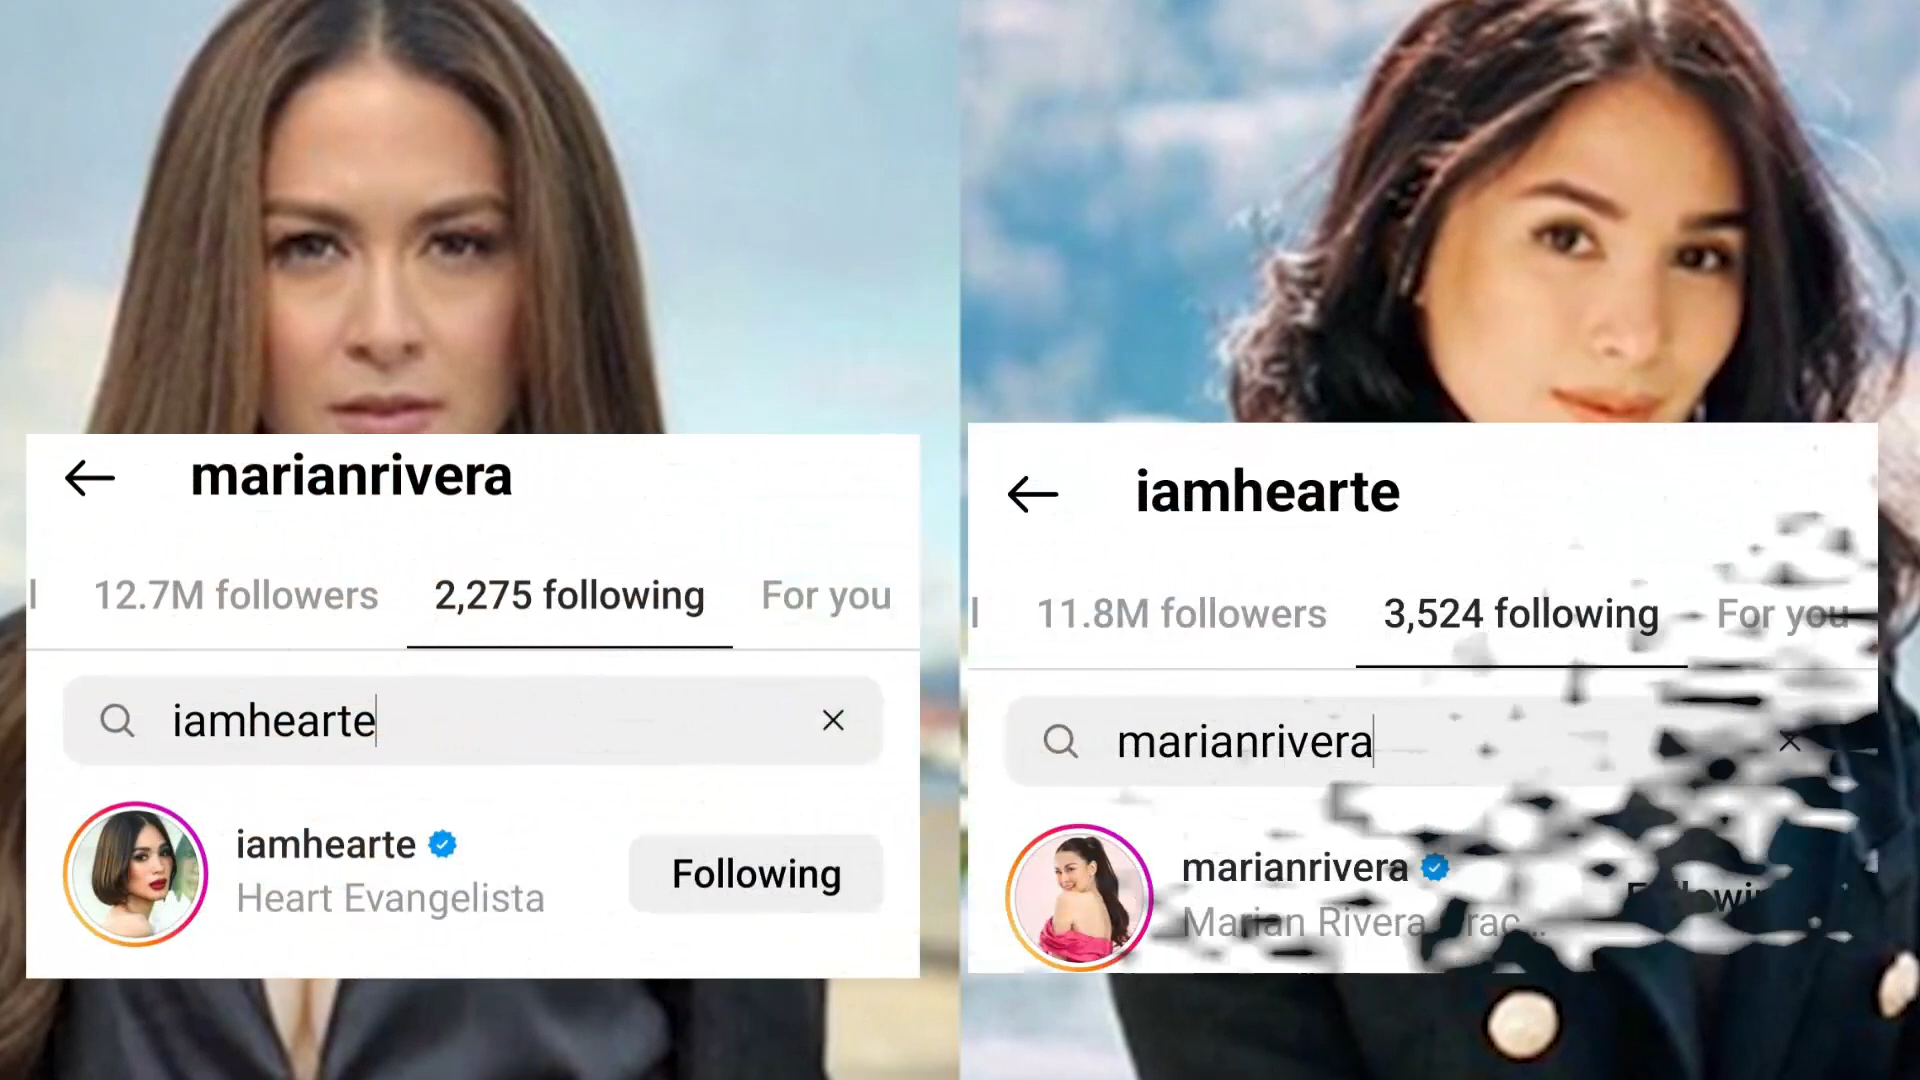 marianrivera
12.7M followers
2,275 following
For you
iamhearte
iamhearte
Heart Evangelista
Following
iamhearte
11.8M followers
3,524 following
For you
marianrivera
marianrivera
Marian Rivera